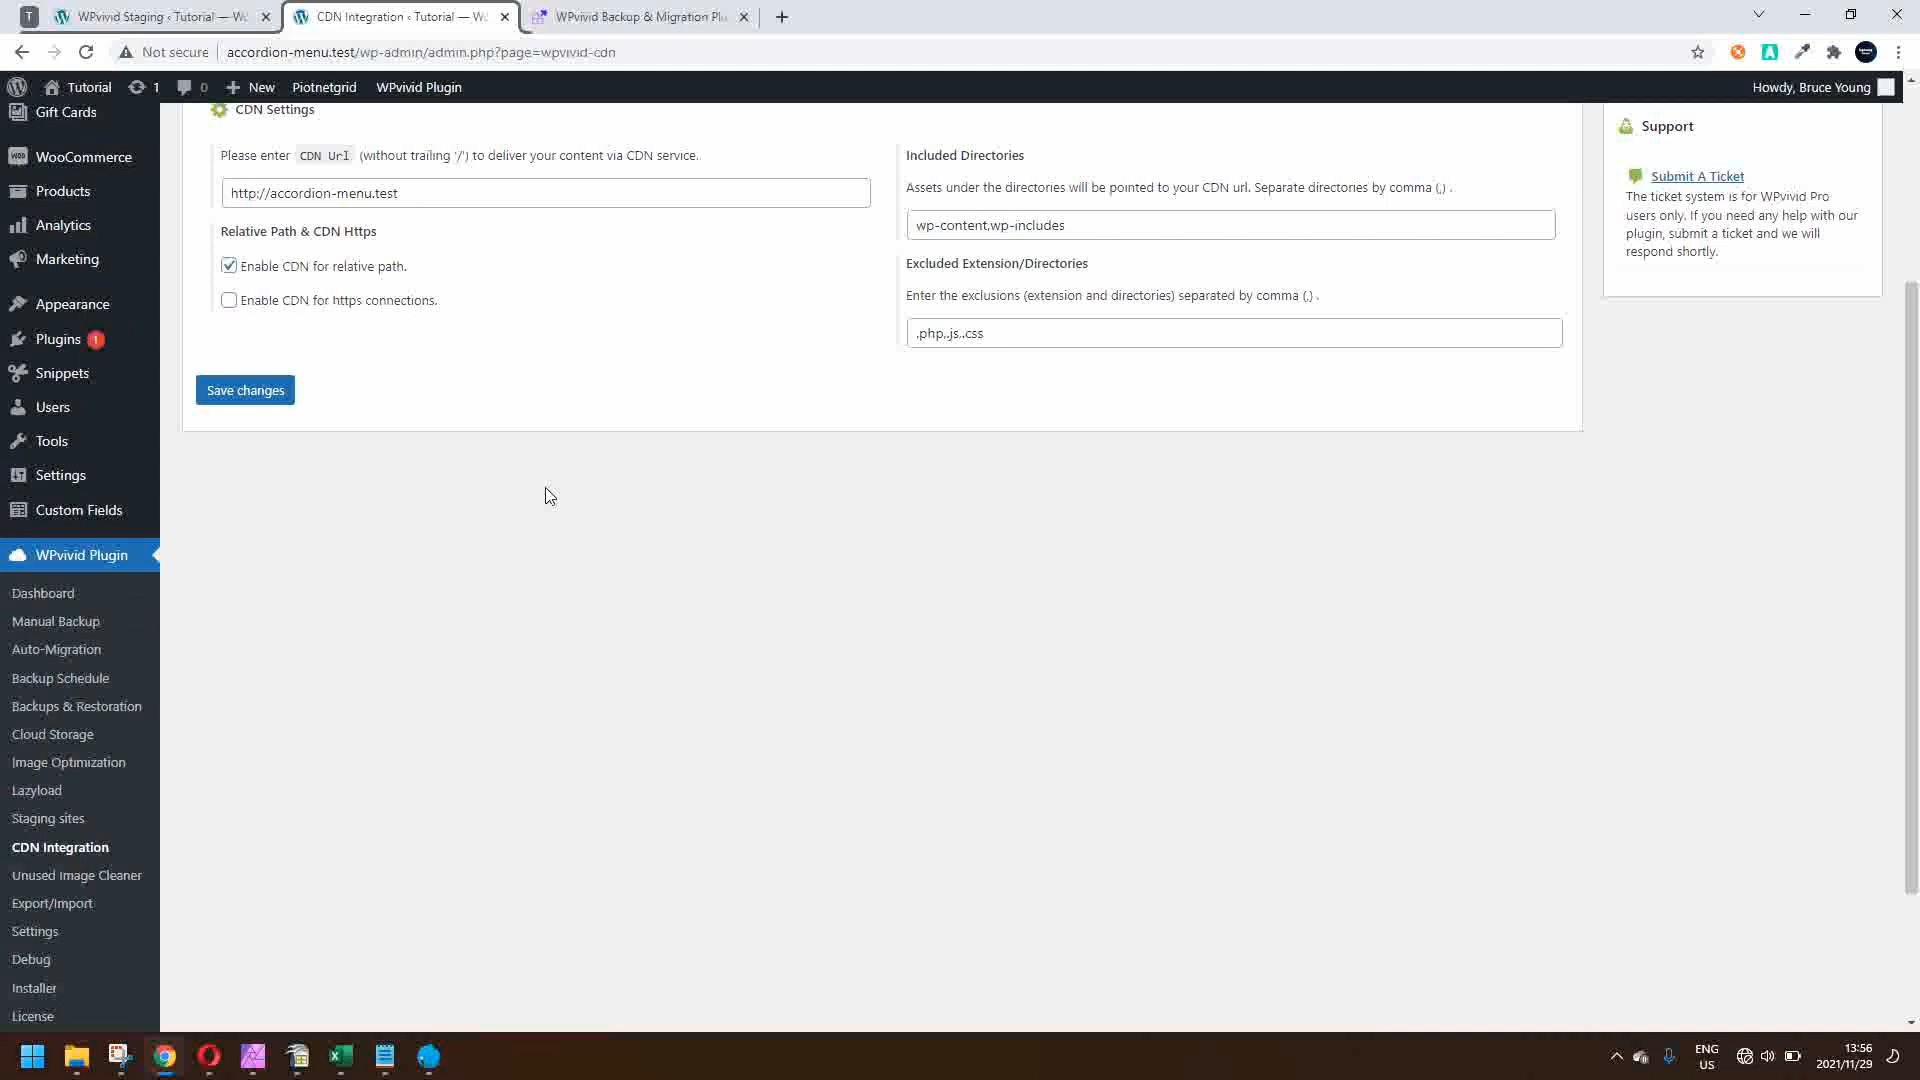 T
WPvivid Staging ‹ Tutorial — Wo
CDN Integration ‹ Tutorial — Wo
WPvivid Backup & Migration Plu
Not secure
accordion-menu.test/wp-admin/admin.php?page=wpvivid-cdn
A
Tutorial
1
0
New
Piotnetgrid
WPvivid Plugin
Howdy, Bruce Young
Gift Cards
WooCommerce
Products
Analytics
Marketing
Appearance
Plugins 1
Snippets
Users
Tools
Settings
Custom Fields
WPvivid Plugin
Dashboard
Manual Backup
Auto-Migration
Backup Schedule
Backups & Restoration
Cloud Storage
Image Optimization
Lazyload
Staging sites
CDN Integration
Unused Image Cleaner
Export/Import
Settings
Debug
Installer
License
CDN Settings
Please enter CDN Url (without trailing '/') to deliver your content via CDN service.
http://accordion-menu.test
Relative Path & CDN Https
Enable CDN for relative path.
Enable CDN for https connections.
Save changes
Included Directories
Assets under the directories will be pointed to your CDN url. Separate directories by comma (,) .
wp-content,wp-includes
Excluded Extension/Directories
Enter the exclusions (extension and directories) separated by comma (,) .
.php,.js,.css
Support
Submit A Ticket
The ticket system is for WPvivid Pro
users only. If you need any help with our
plugin, submit a ticket and we will
respond shortly.
ENG
US
13:56
2021/11/29